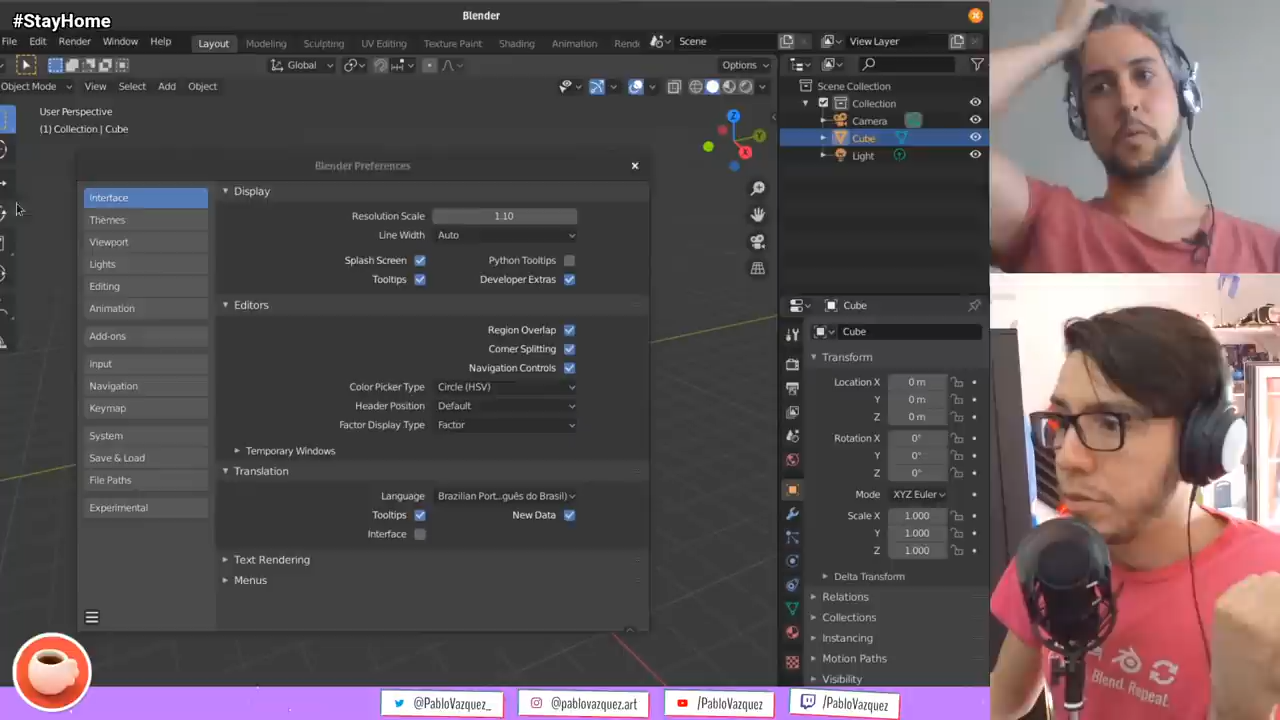 #StayHome
Blender
File Edit Render Window Help
Layout Modeling Sculpting UV Editing Texture Paint Shading Animation Rende
Scene
View Layer
Global
Options
Object Mode View Select Add Object
User Perspective
(1) Collection | Cube
Z
Y
X
Scene Collection
Collection
Camera
Cube
Light
Blender Preferences
Interface
Themes
Viewport
Lights
Editing
Animation
Add-ons
Input
Navigation
Keymap
System
Save & Load
File Paths
Experimental
Display
Resolution Scale 1.10
Line Width Auto
Splash Screen Python Tooltips
Tooltips Developer Extras
Editors
Region Overlap
Corner Splitting
Navigation Controls
Color Picker Type Circle (HSV)
Header Position Default
Factor Display Type Factor
Temporary Windows
Translation
Language Brazilian Port...guês do Brasil)
Tooltips New Data
Interface
Text Rendering
Menus
Cube
Cube
Transform
Location X 0 m
Y 0 m
Z 0 m
Rotation X 0°
Y 0°
Z 0°
Mode XYZ Euler
Scale X 1.000
Y 1.000
Z 1.000
Delta Transform
Relations
Collections
Instancing
Motion Paths
Visibility
Blend. Repeat.
@PabloVazquez_
@pablovazquez.art
/PabloVazquez
/PabloVazquez